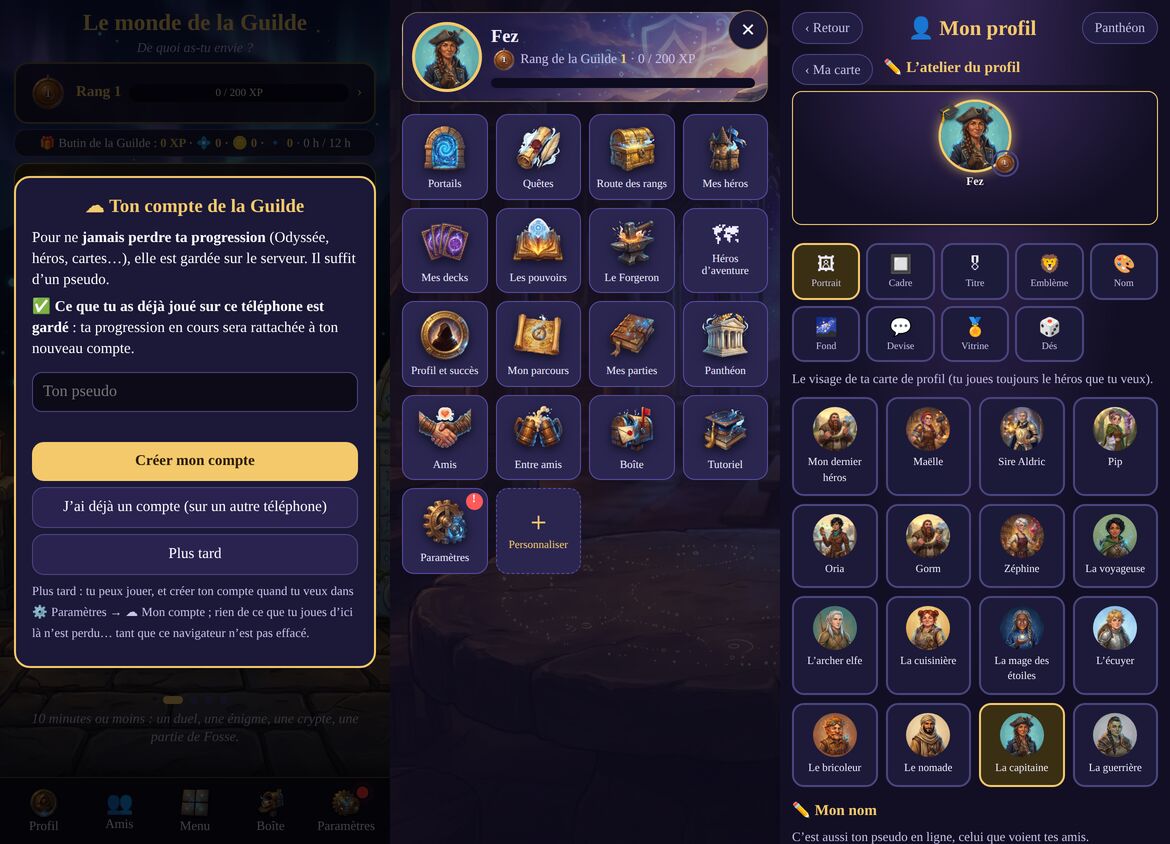 Le monde de la Guilde
De quoi as-tu envie ?
Rang 1
0 / 200 XP
›
🎁 Butin de la Guilde : 0 XP · 💠 0 · 🟡 0 · 🔹 0 · 0 h / 12 h
☁ Ton compte de la Guilde
Pour ne jamais perdre ta progression (Odyssée,
héros, cartes…), elle est gardée sur le serveur. Il suffit
d’un pseudo.
✅ Ce que tu as déjà joué sur ce téléphone est
gardé : ta progression en cours sera rattachée à ton
nouveau compte.
Ton pseudo
Créer mon compte
J’ai déjà un compte (sur un autre téléphone)
Plus tard
Plus tard : tu peux jouer, et créer ton compte quand tu veux dans
⚙️ Paramètres → ☁ Mon compte ; rien de ce que tu joues d’ici
là n’est perdu… tant que ce navigateur n’est pas effacé.
10 minutes ou moins : un duel, une énigme, une crypte, une
partie de Fosse.
Profil
Amis
Menu
Boîte
Paramètres
Fez
✕
Rang de la Guilde 1 · 0 / 200 XP
Portails
Quêtes
Route des rangs
Mes héros
Mes decks
Les pouvoirs
Le Forgeron
Héros
d’aventure
Profil et succès
Mon parcours
Mes parties
Panthéon
Amis
Entre amis
Boîte
Tutoriel
!
Paramètres
+
Personnaliser
‹ Retour
👤 Mon profil
Panthéon
‹ Ma carte
✏️ L’atelier du profil
Fez
Portrait
Cadre
Titre
Emblème
Nom
Fond
Devise
Vitrine
Dés
Le visage de ta carte de profil (tu joues toujours le héros que tu veux).
Mon dernier
héros
Maëlle
Sire Aldric
Pip
Oria
Gorm
Zéphine
La voyageuse
L’archer elfe
La cuisinière
La mage des
étoiles
L’écuyer
Le bricoleur
Le nomade
La capitaine
La guerrière
✏️ Mon nom
C’est aussi ton pseudo en ligne, celui que voient tes amis.